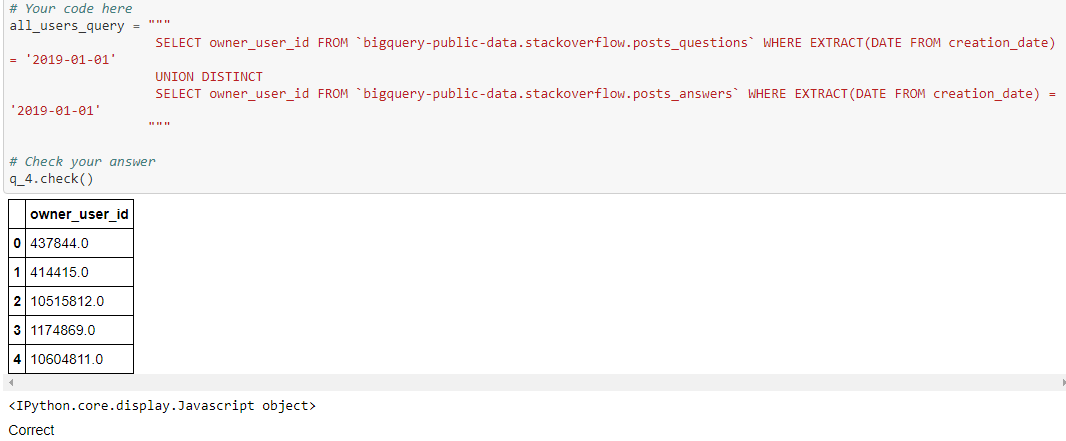 # Your code here
all_users_query = """
SELECT owner_user_id FROM `bigquery-public-data.stackoverflow.posts_questions` WHERE EXTRACT(DATE FROM creation_date)
= '2019-01-01'
UNION DISTINCT
SELECT owner_user_id FROM `bigquery-public-data.stackoverflow.posts_answers` WHERE EXTRACT(DATE FROM creation_date) =
'2019-01-01'
"""
# Check your answer
q_4.check()
owner_user_id
0 437844.0
1 414415.0
2 10515812.0
3 1174869.0
4 10604811.0
<IPython.core.display.Javascript object>
Correct